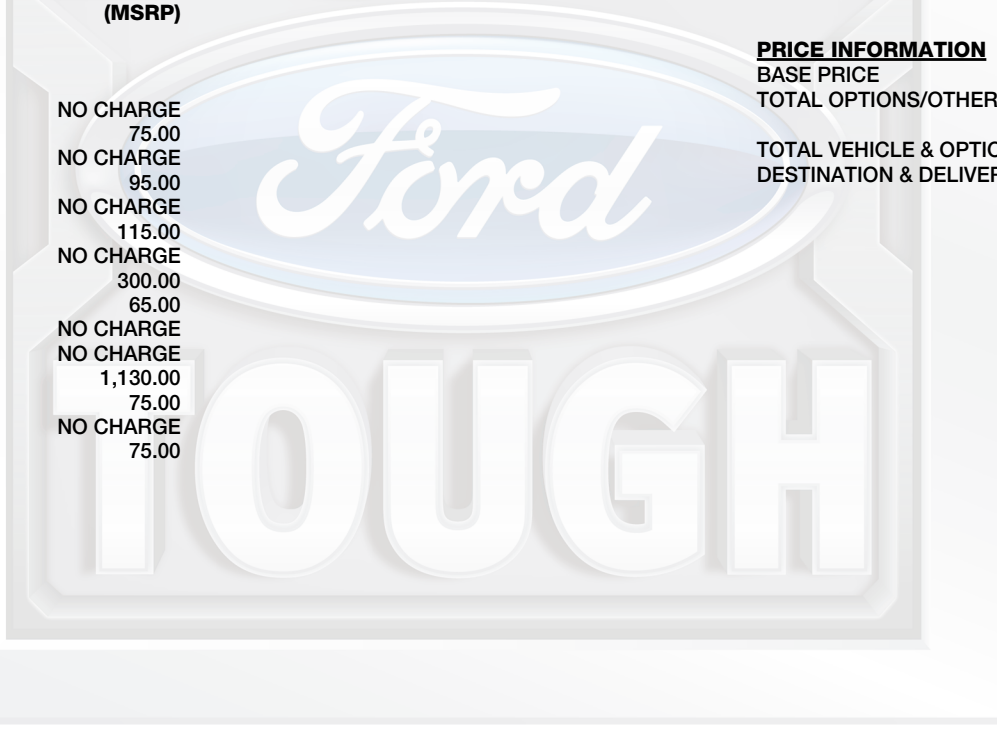 (MSRP)
NO CHARGE
75.00
NO CHARGE
95.00
NO CHARGE
115.00
NO CHARGE
300.00
65.00
NO CHARGE
NO CHARGE
1,130.00
75.00
NO CHARGE
75.00
PRICE INFORMATION
BASE PRICE
TOTAL OPTIONS/OTHER
TOTAL VEHICLE & OPTIO
DESTINATION & DELIVER
Ford
TOUGH